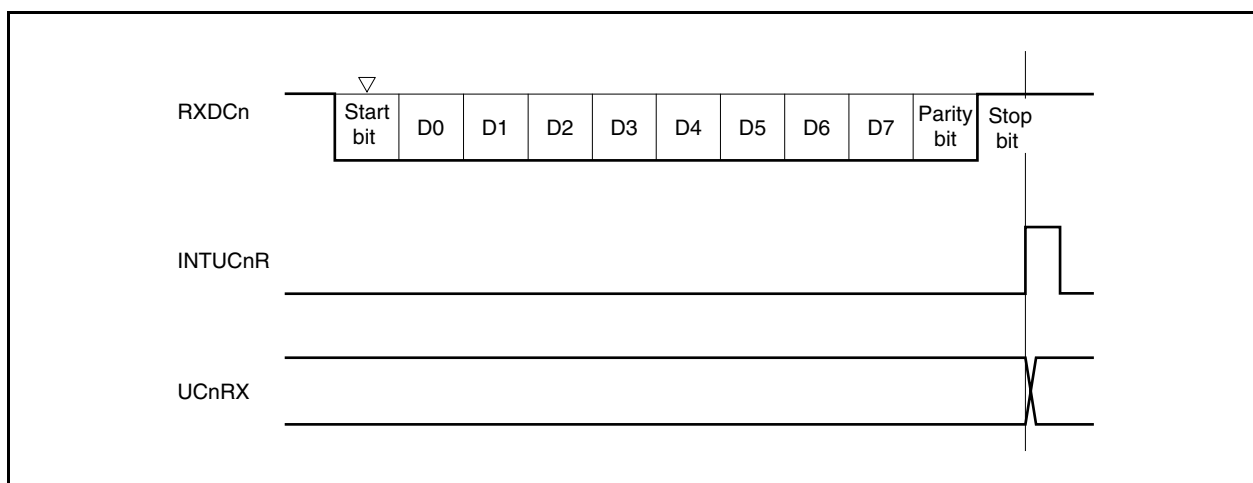 RXDCn
Start
bit
D0
D1
D2
D3
D4
D5
D6
D7
Parity
bit
Stop
bit
INTUCnR
UCnRX